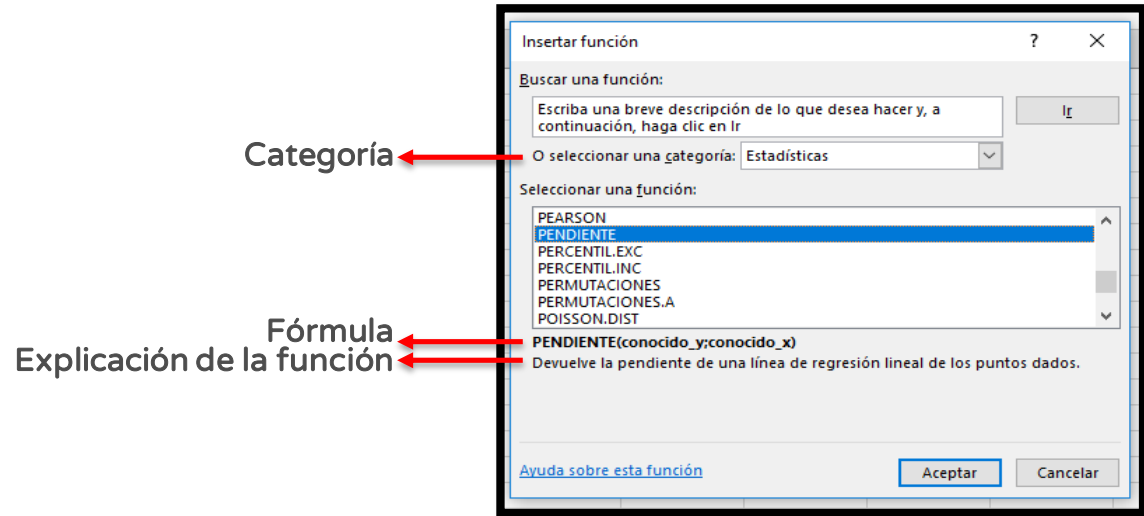 Insertar función
?
Buscar una función:
Escriba una breve descripción de lo que desea hacer y, a
continuación, haga clic en Ir
Ir
Categoría
O seleccionar una categoría: Estadísticas
Seleccionar una función:
PEARSON
PENDIENTE
PERCENTIL.EXC
PERCENTIL.INC
PERMUTACIONES
PERMUTACIONES.A
POISSON.DIST
Fórmula
PENDIENTE(conocido_y;conocido_x)
Explicación de la función
Devuelve la pendiente de una línea de regresión lineal de los puntos dados.
Ayuda sobre esta función
Aceptar
Cancelar